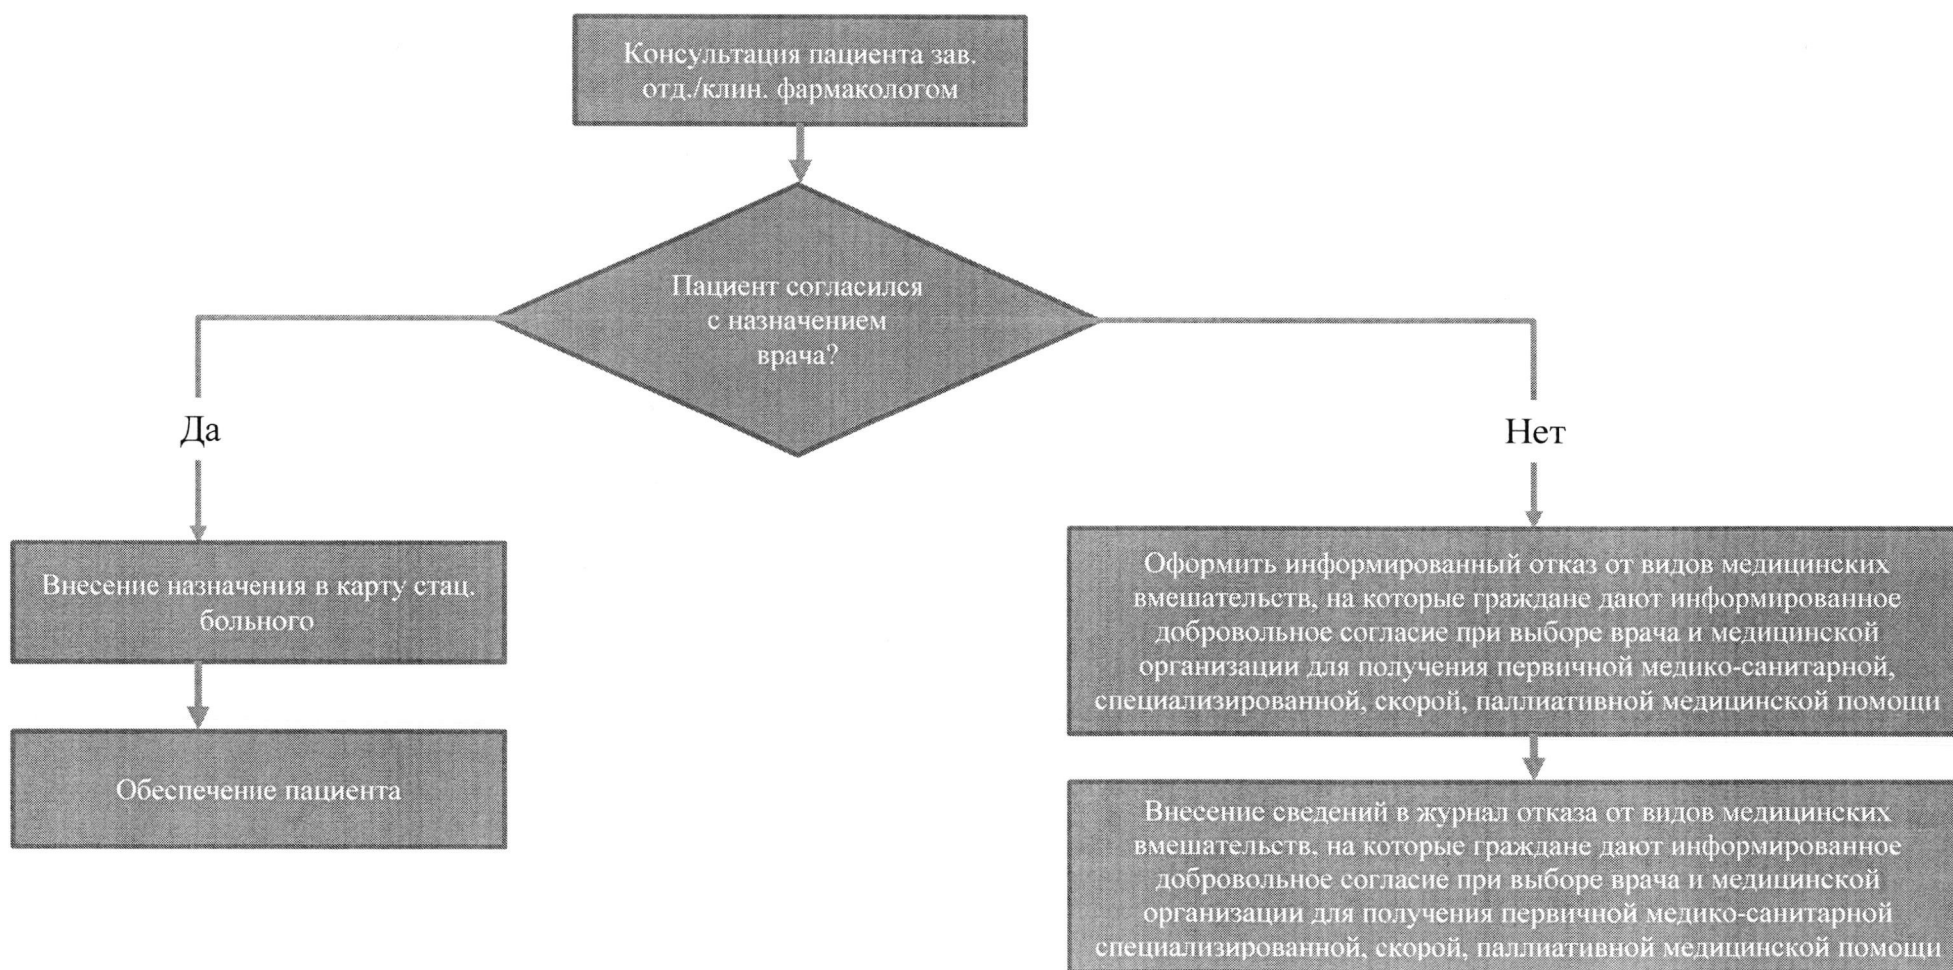 Консультация пациента зав.
отд./клин. фармакологом
Пациент согласился
с назначением
врача?
Да
Нет
Внесение назначения в карту стац.
больного
Обеспечение пациента
Оформить информированный отказ от видов медицинских
вмешательств, на которые граждане дают информированное
добровольное согласие при выборе врача и медицинской
организации для получения первичной медико-санитарной,
специализированной, скорой, паллиативной медицинской помощи
Внесение сведений в журнал отказа от видов медицинских
вмешательств, на которые граждане дают информированное
добровольное согласие при выборе врача и медицинской
организации для получения первичной медико-санитарной
специализированной, скорой, паллиативной медицинской помощи